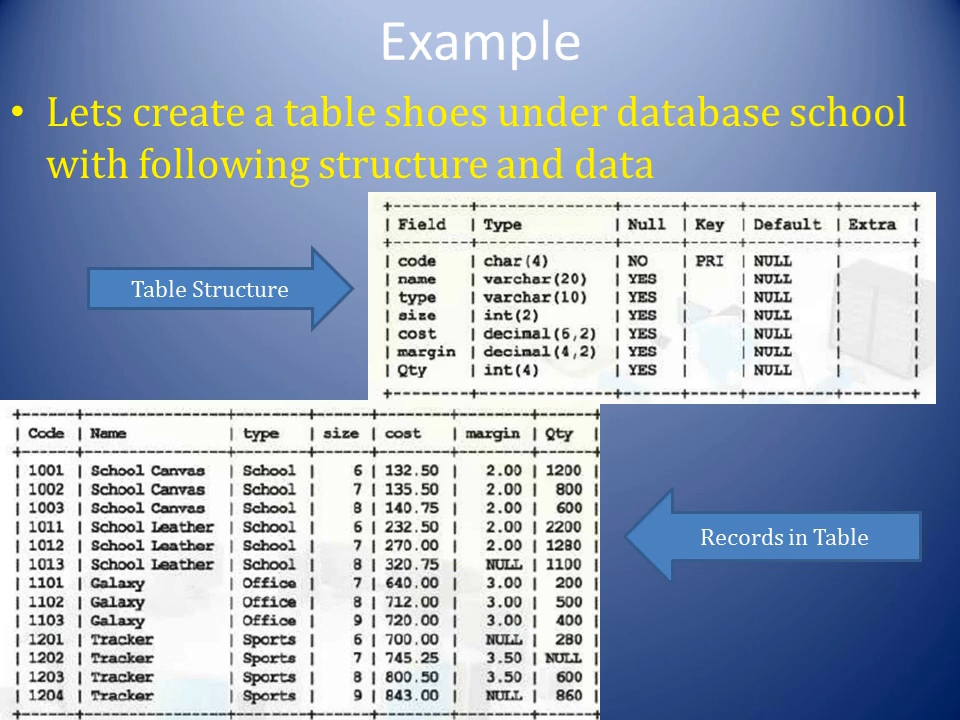 Example
• Lets create a table shoes under database school
with following structure and data
Table Structure
+---------+--------------+------+-----+---------+-------+
| Field | Type | Null | Key | Default | Extra |
+---------+--------------+------+-----+---------+-------+
| code | char(4) | NO | PRI | NULL | |
| name | varchar(20) | YES | | NULL | |
| type | varchar(10) | YES | | NULL | |
| size | int(2) | YES | | NULL | |
| cost | decimal(6,2) | YES | | NULL | |
| margin | decimal(4,2) | YES | | NULL | |
| Qty | int(4) | YES | | NULL | |
+---------+--------------+------+-----+---------+-------+
+------+----------------+--------+------+--------+--------+------+
| Code | Name | type | size | cost | margin | Qty |
+------+----------------+--------+------+--------+--------+------+
| 1001 | School Canvas | School | 6 | 132.50 | 2.00 | 1200 |
| 1002 | School Canvas | School | 7 | 135.50 | 2.00 | 800 |
| 1003 | School Canvas | School | 8 | 140.75 | 2.00 | 600 |
| 1011 | School Leather | School | 6 | 232.50 | 2.00 | 2200 |
| 1012 | School Leather | School | 7 | 270.00 | 2.00 | 1280 |
| 1013 | School Leather | School | 8 | 320.75 | NULL | 1100 |
| 1101 | Galaxy | Office | 7 | 640.00 | 3.00 | 200 |
| 1102 | Galaxy | Office | 8 | 712.00 | 3.00 | 500 |
| 1103 | Galaxy | Office | 9 | 720.00 | 3.00 | 400 |
| 1201 | Tracker | Sports | 6 | 700.00 | NULL | 280 |
| 1202 | Tracker | Sports | 7 | 745.25 | 3.50 | NULL |
| 1203 | Tracker | Sports | 8 | 800.50 | 3.50 | 600 |
| 1204 | Tracker | Sports | 9 | 843.00 | NULL | 860 |
+------+----------------+--------+------+--------+--------+------+
Records in Table